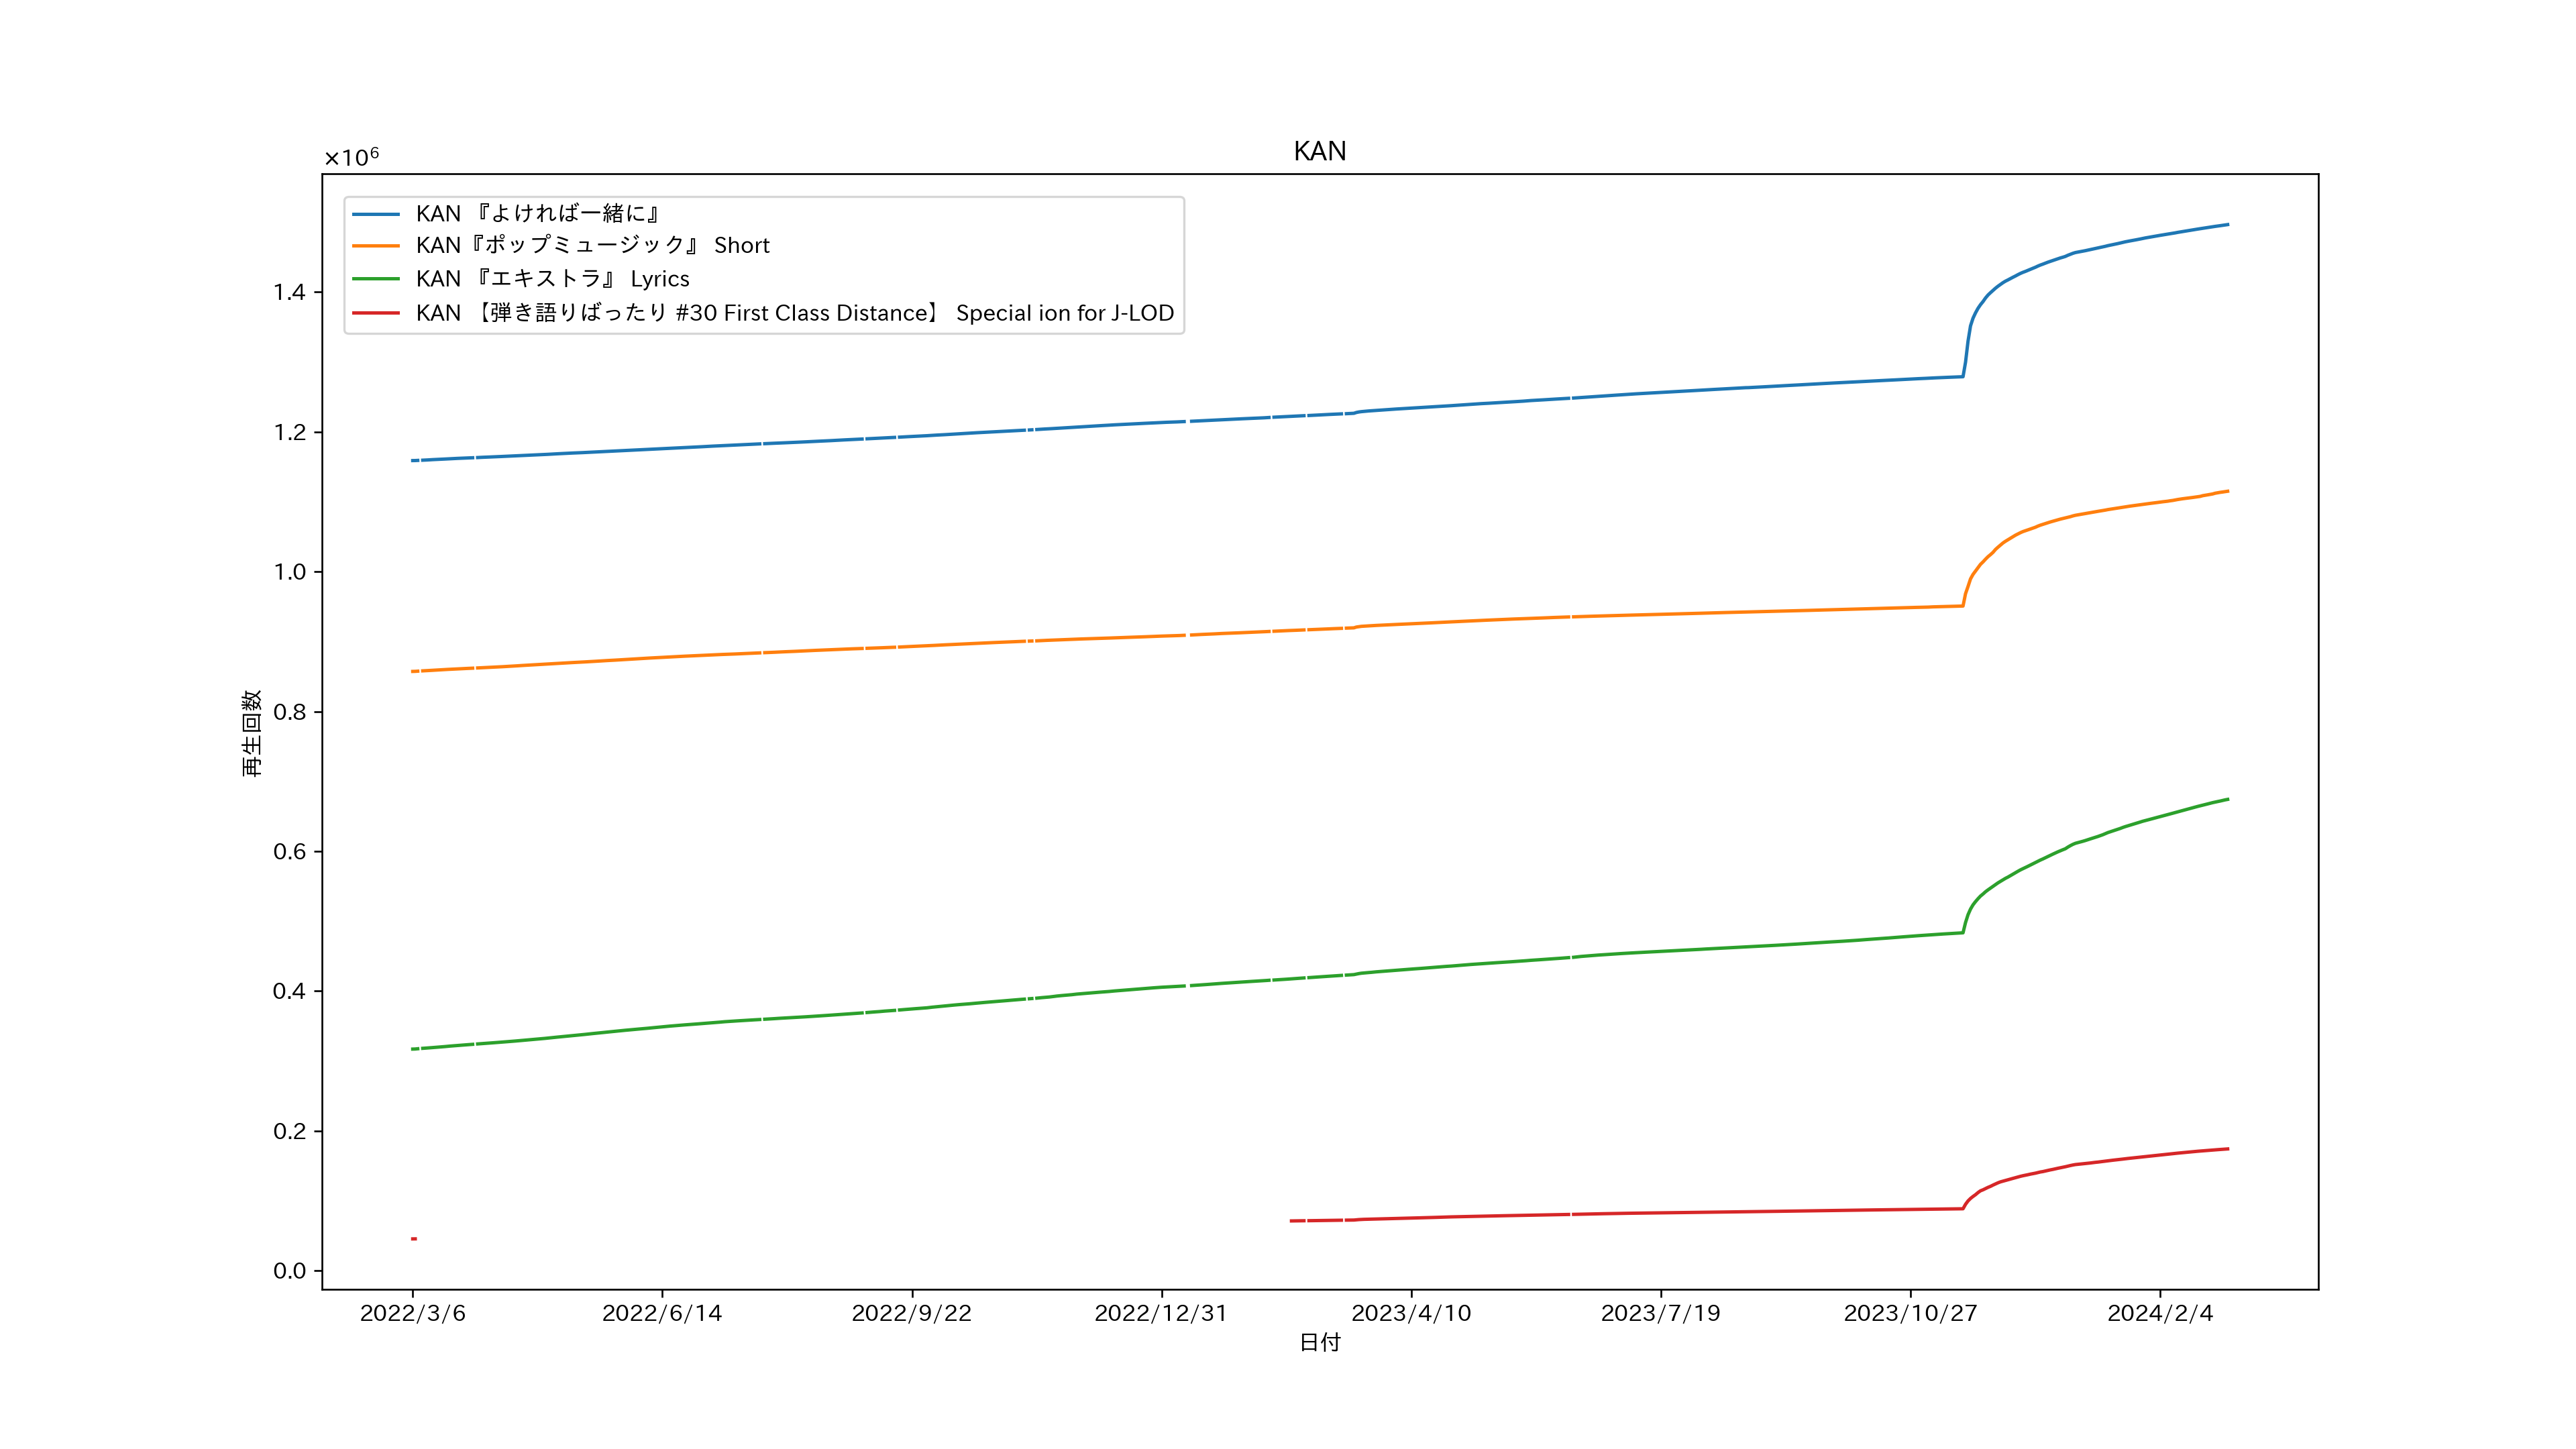 KAN
×10⁶
KAN 『よければ一緒に』
KAN『ポップミュージック』 Short
KAN 『エキストラ』 Lyrics
KAN 【弾き語りばったり #30 First Class Distance】 Special ion for J-LOD
1.4
1.2
1.0
0.8
0.6
0.4
0.2
0.0
再生回数
2022/3/6 2022/6/14 2022/9/22 2022/12/31 2023/4/10 2023/7/19 2023/10/27 2024/2/4
日付